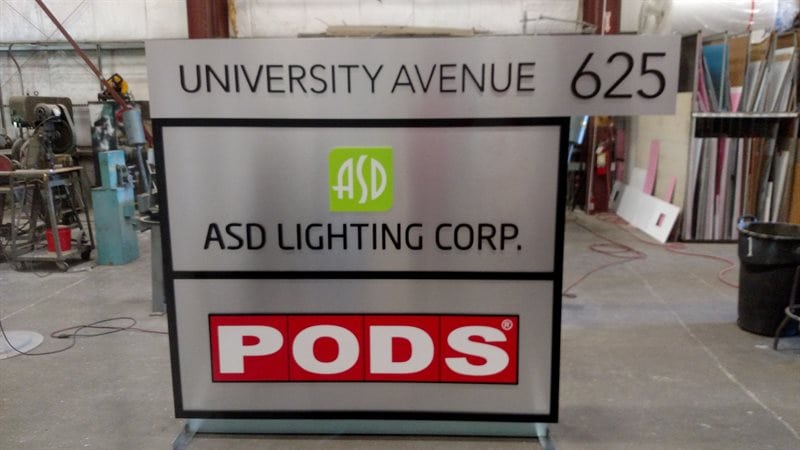 UNIVERSITY AVENUE 625
ASD
ASD LIGHTING CORP.
PODS®